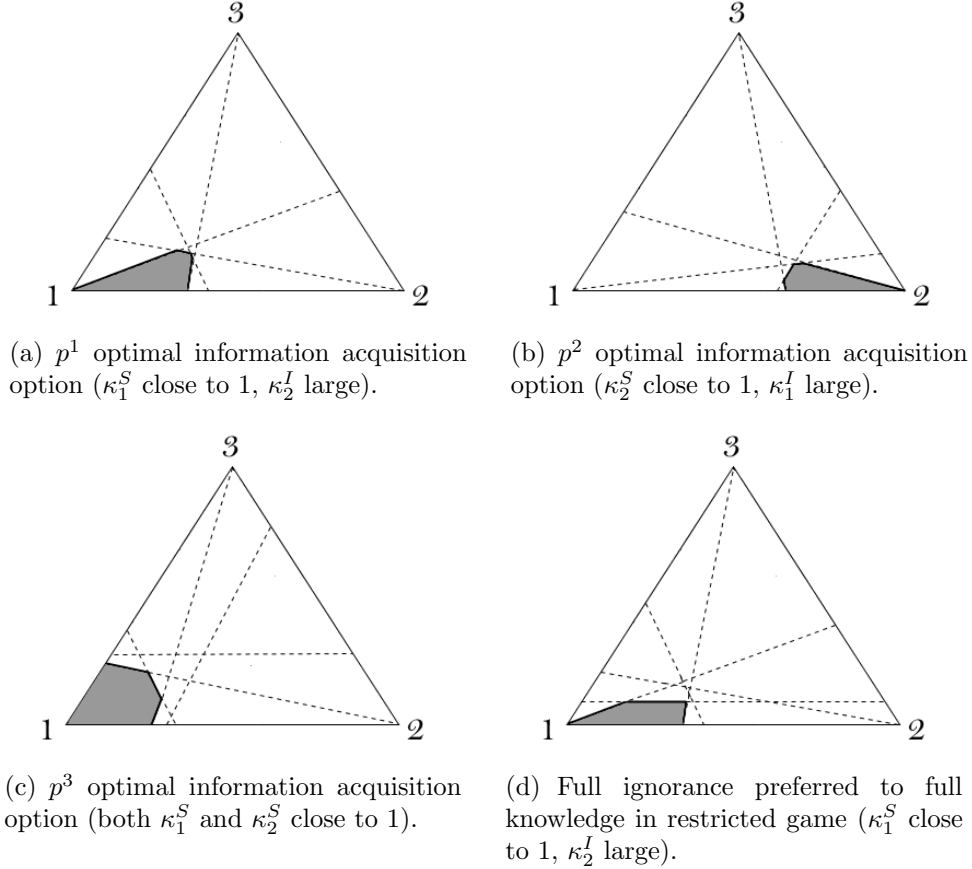 3
3
1
2
1
2
(a) p¹ optimal information acquisition
option (κ₁ˢ close to 1, κ₂ᴵ large).
(b) p² optimal information acquisition
option (κ₂ˢ close to 1, κ₁ᴵ large).
3
3
1
2
1
2
(c) p³ optimal information acquisition
option (both κ₁ˢ and κ₂ˢ close to 1).
(d) Full ignorance preferred to full
knowledge in restricted game (κ₁ˢ close
to 1, κ₂ᴵ large).